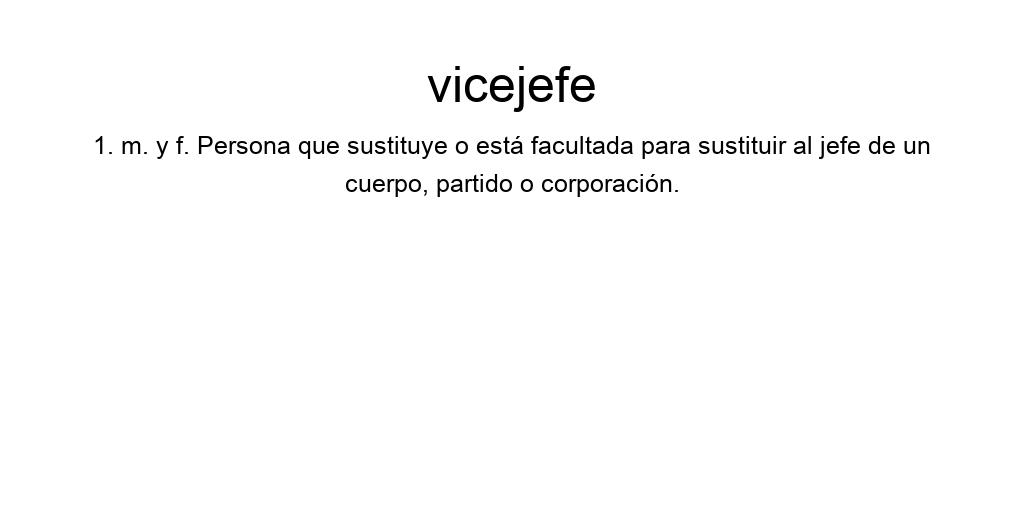 vicejefe
1. m. y f. Persona que sustituye o está facultada para sustituir al jefe de un
cuerpo, partido o corporación.